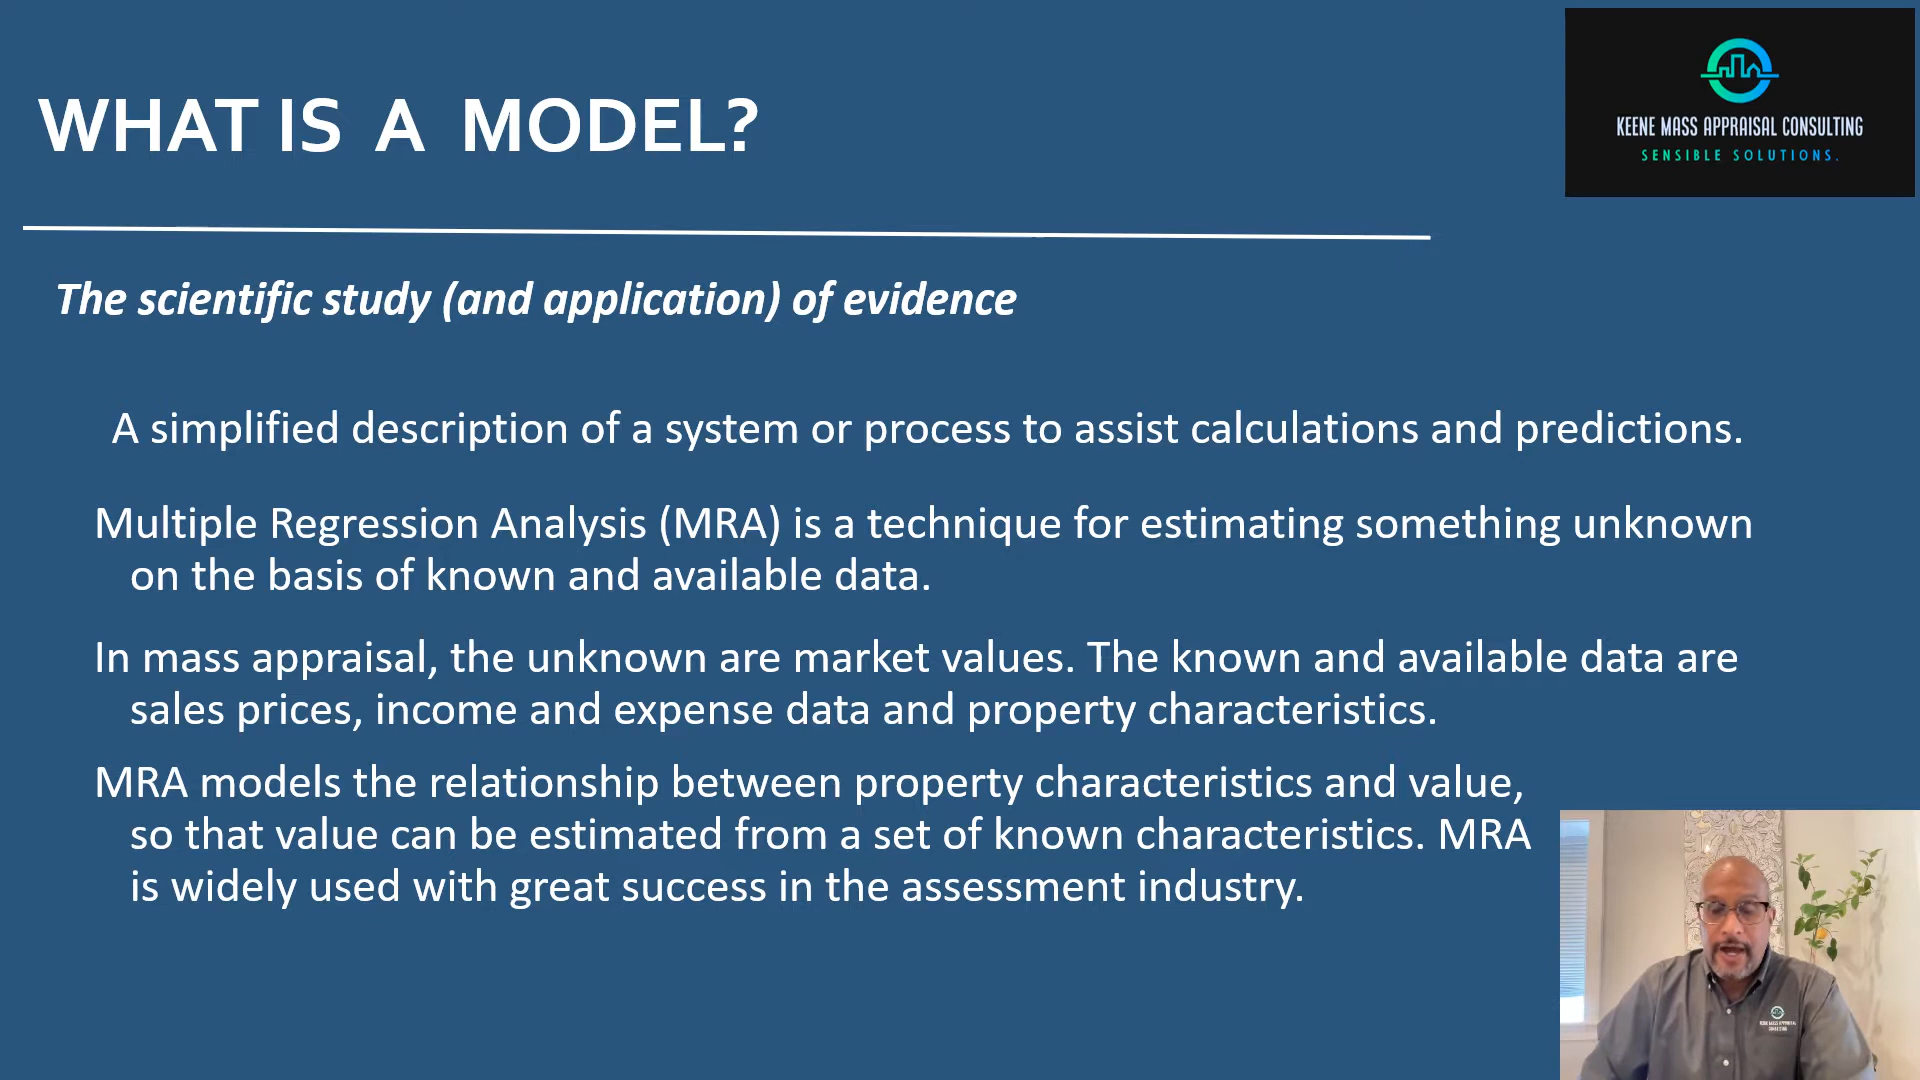 WHAT IS A MODEL?
KEENE MASS APPRAISAL CONSULTING
SENSIBLE SOLUTIONS.
The scientific study (and application) of evidence
A simplified description of a system or process to assist calculations and predictions.
Multiple Regression Analysis (MRA) is a technique for estimating something unknown
on the basis of known and available data.
In mass appraisal, the unknown are market values. The known and available data are
sales prices, income and expense data and property characteristics.
MRA models the relationship between property characteristics and value,
so that value can be estimated from a set of known characteristics. MRA
is widely used with great success in the assessment industry.
KEENE MASS APPRAISAL
CONSULTING